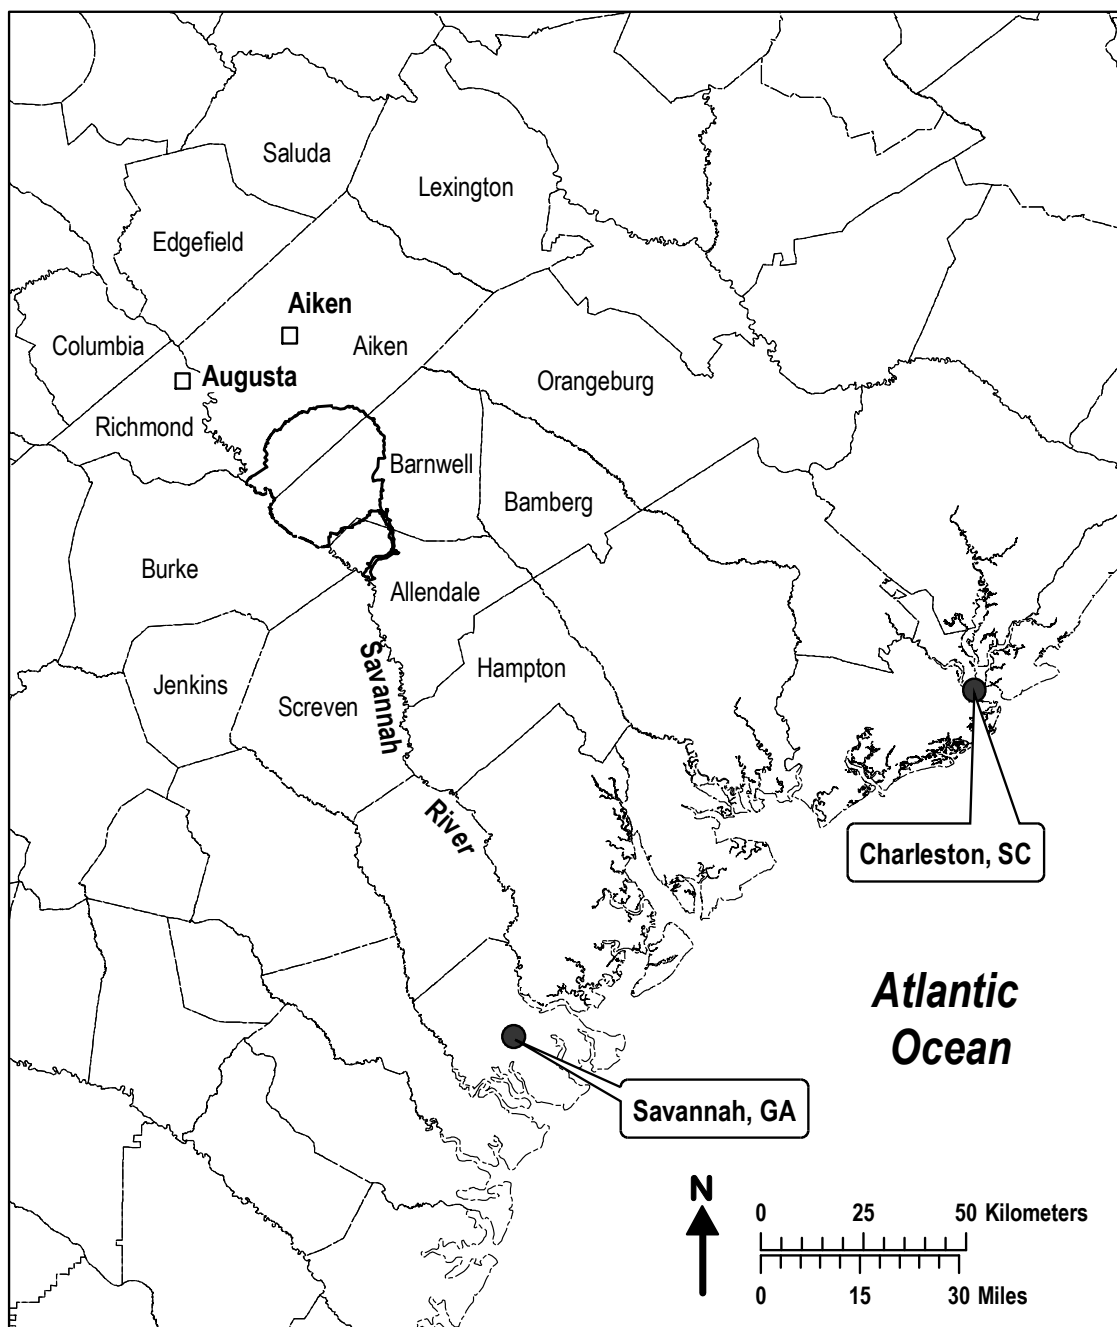 Saluda
Lexington
Edgefield
Aiken
Columbia
Aiken
Augusta
Orangeburg
Richmond
Barnwell
Bamberg
Burke
Allendale
Savannah
Hampton
Jenkins
Screven
River
Charleston, SC
Atlantic
Ocean
Savannah, GA
N
0 25 50 Kilometers
0 15 30 Miles